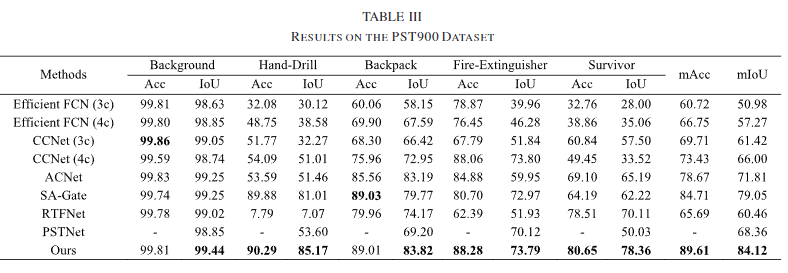 TABLE III
RESULTS ON THE PST900 DATASET
Methods Background Hand-Drill Backpack Fire-Extinguisher Survivor mAcc mIoU
Acc IoU Acc IoU Acc IoU Acc IoU Acc IoU
Efficient FCN (3c) 99.81 98.63 32.08 30.12 60.06 58.15 78.87 39.96 32.76 28.00 60.72 50.98
Efficient FCN (4c) 99.80 98.85 48.75 38.58 69.90 67.59 76.45 46.28 38.86 35.06 66.75 57.27
CCNet (3c) 99.86 99.05 51.77 32.27 68.30 66.42 67.79 51.84 60.84 57.50 69.71 61.42
CCNet (4c) 99.59 98.74 54.09 51.01 75.96 72.95 88.06 73.80 49.45 33.52 73.43 66.00
ACNet 99.83 99.25 53.59 51.46 85.56 83.19 84.88 59.95 69.10 65.19 78.67 71.81
SA-Gate 99.74 99.25 89.88 81.01 89.03 79.77 80.70 72.97 64.19 62.22 84.71 79.05
RTFNet 99.78 99.02 7.79 7.07 79.96 74.17 62.39 51.93 78.51 70.11 65.69 60.46
PSTNet - 98.85 - 53.60 - 69.20 - 70.12 - 50.03 - 68.36
Ours 99.81 99.44 90.29 85.17 89.01 83.82 88.28 73.79 80.65 78.36 89.61 84.12